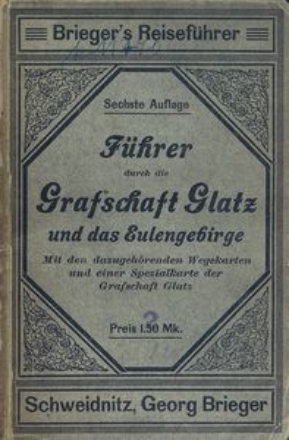 Brieger's Reiseführer
Sechste Auflage
Führer
durch die
Grafschaft Glatz
und das Eulengebirge
Mit den dazugehörenden Wegekarten
und einer Spezialkarte der
Grafschaft Glatz
Preis 1.50 Mk.
Schweidnitz, Georg Brieger